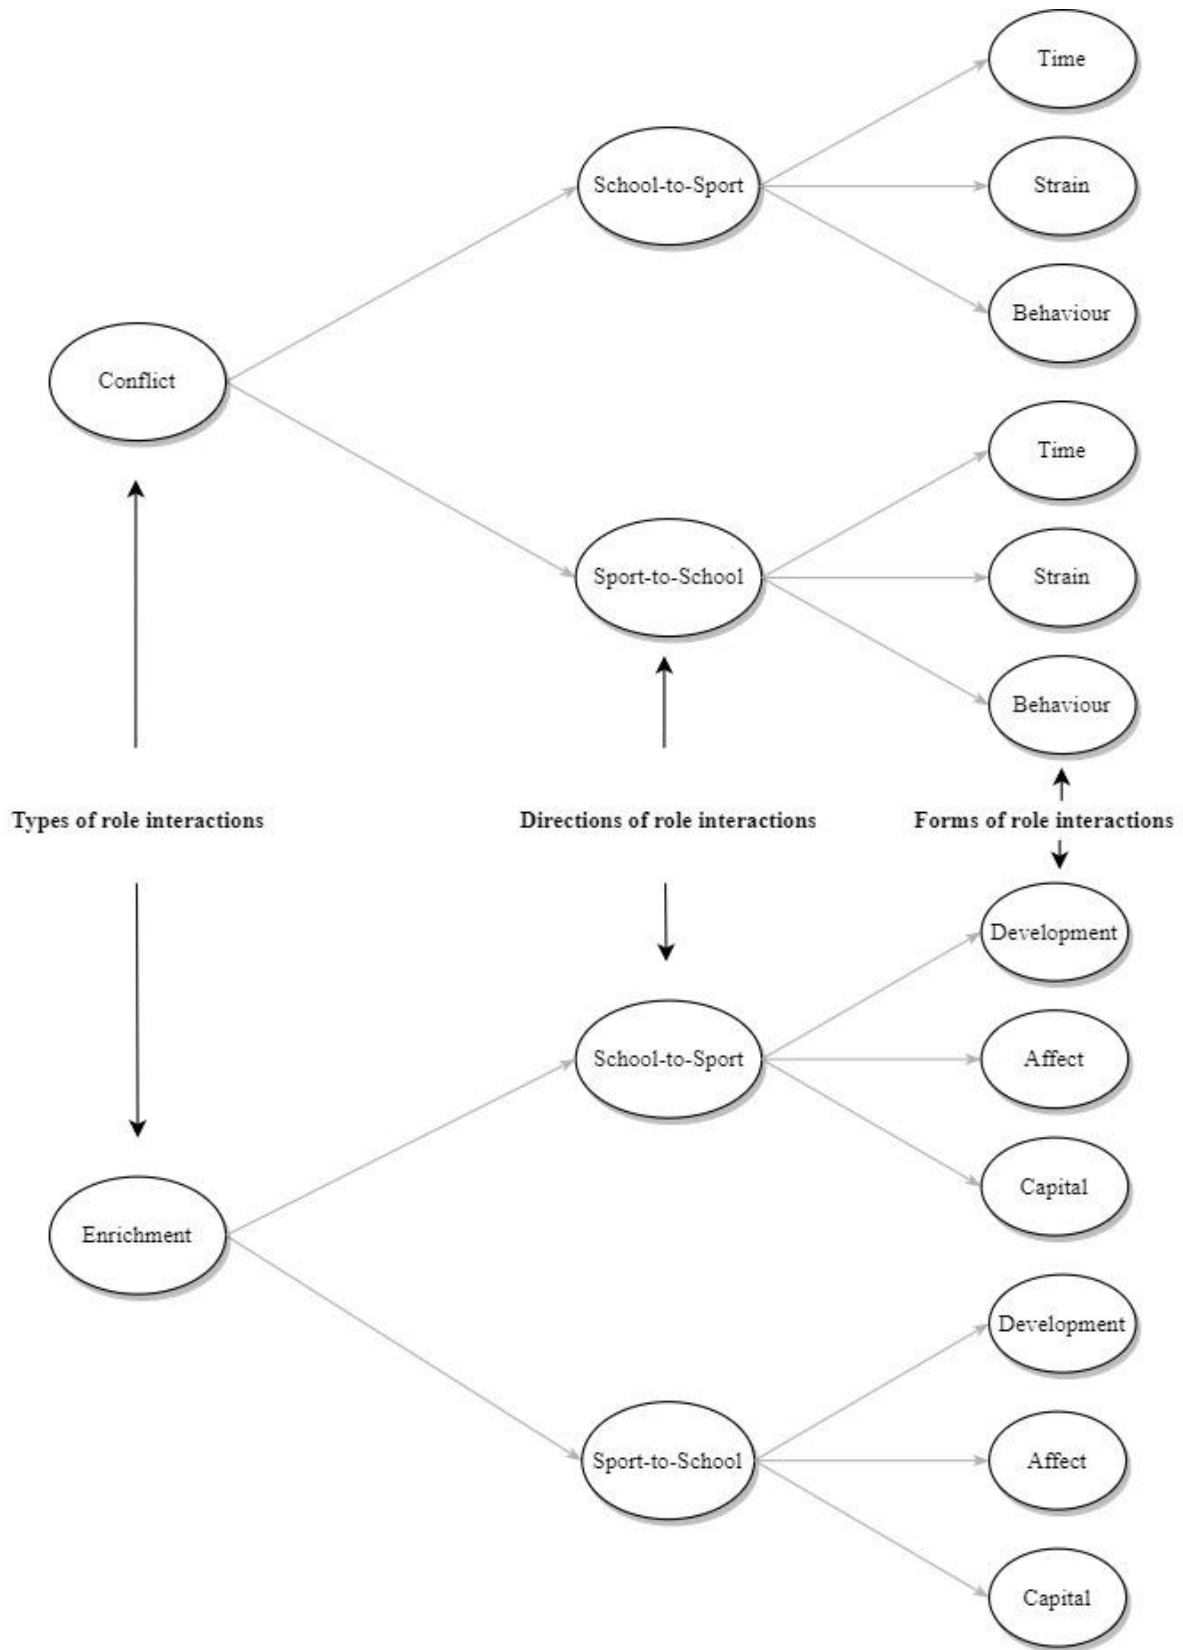 Time
School-to-Sport
Strain
Behaviour
Conflict
Time
Sport-to-School
Strain
Behaviour
Types of role interactions
Directions of role interactions
Forms of role interactions
Development
School-to-Sport
Affect
Capital
Enrichment
Development
Sport-to-School
Affect
Capital